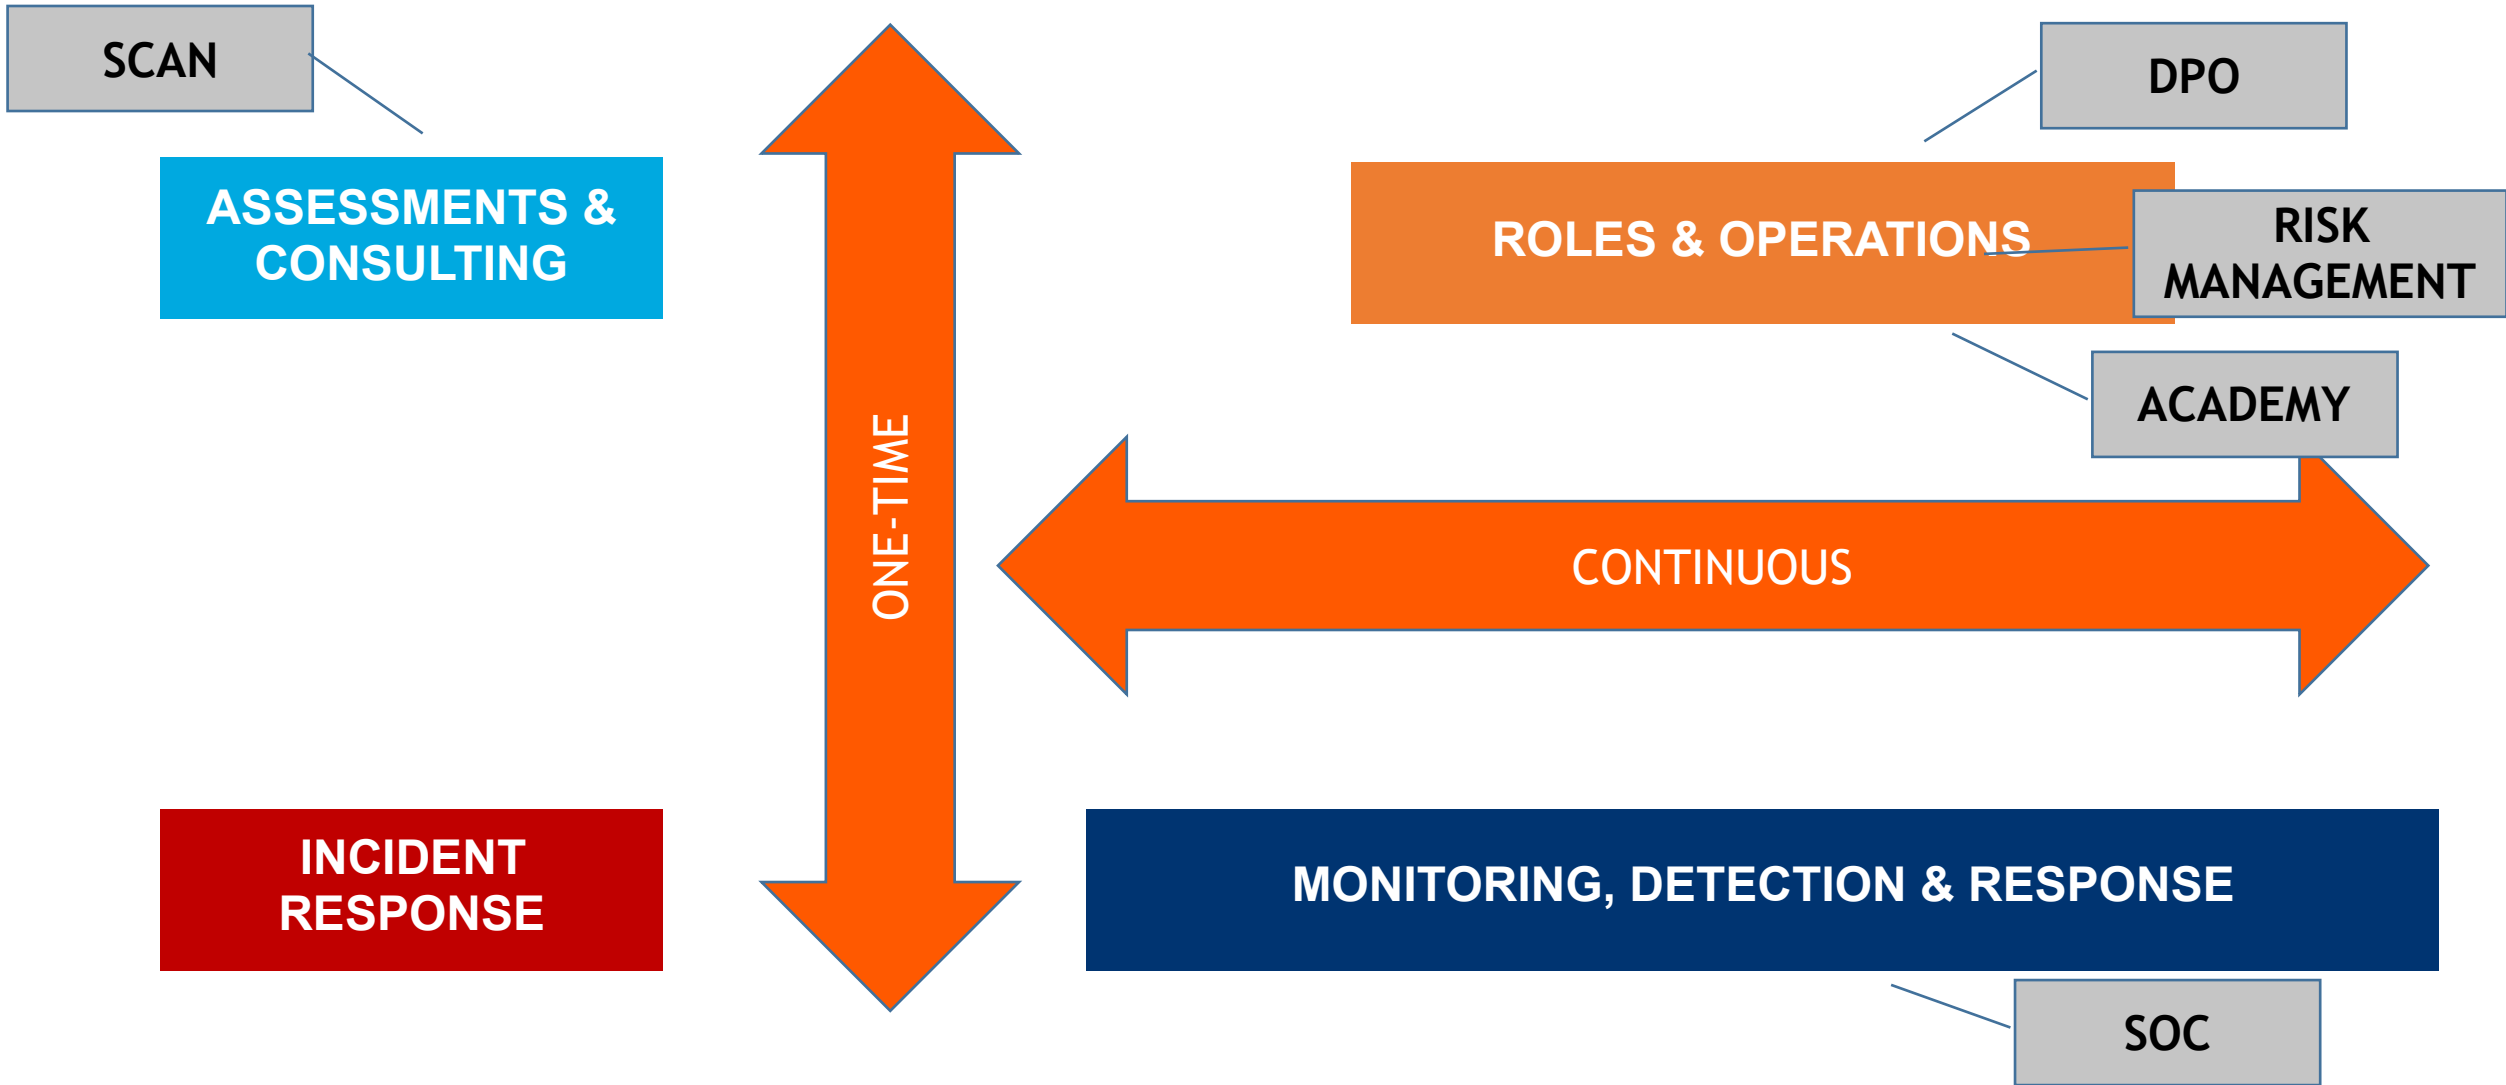 SCAN
DPO
ASSESSMENTS &
CONSULTING
ROLES & OPERATIONS
RISK
MANAGEMENT
ACADEMY
ONE-TIME
CONTINUOUS
INCIDENT
RESPONSE
MONITORING, DETECTION & RESPONSE
SOC